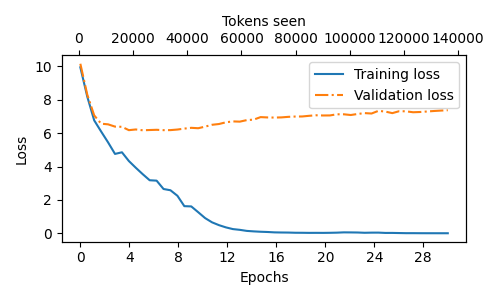 Tokens seen
0 20000 40000 60000 80000 100000 120000 140000
10
8
6
4
2
0
Loss
Training loss
Validation loss
0 4 8 12 16 20 24 28
Epochs